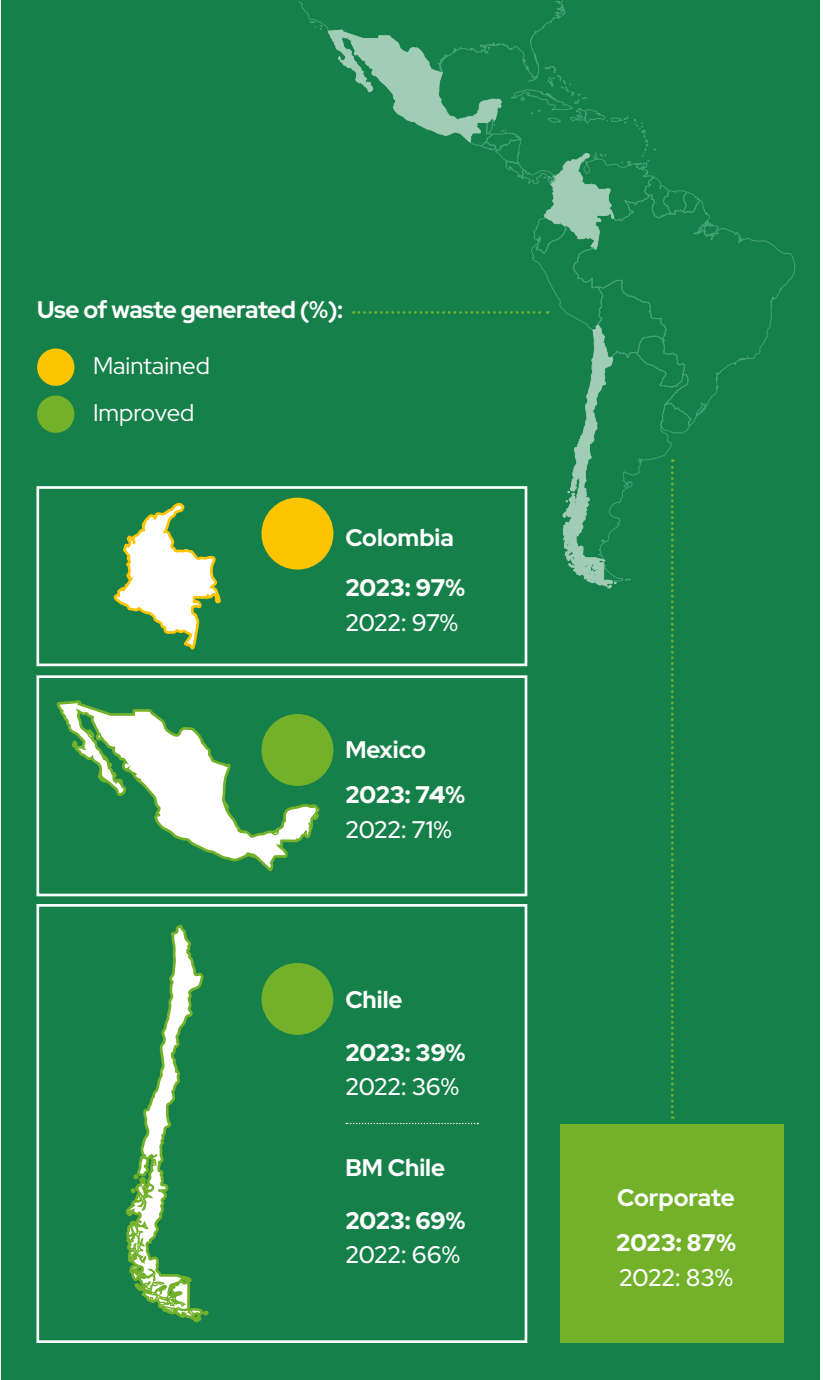 Use of waste generated (%):
Maintained
Improved
Colombia
2023: 97%
2022: 97%
Mexico
2023: 74%
2022: 71%
Chile
2023: 39%
2022: 36%
BM Chile
2023: 69%
2022: 66%
Corporate
2023: 87%
2022: 83%